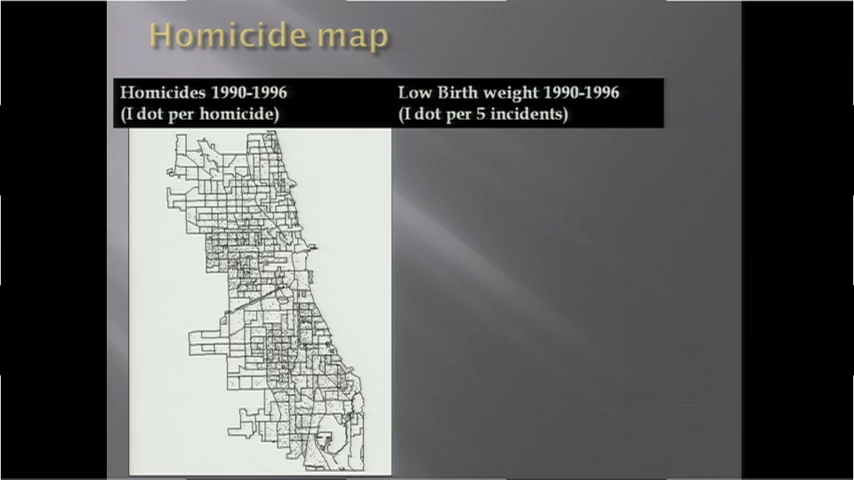 Homicide map
Homicides 1990-1996
(I dot per homicide)
Low Birth weight 1990-1996
(I dot per 5 incidents)